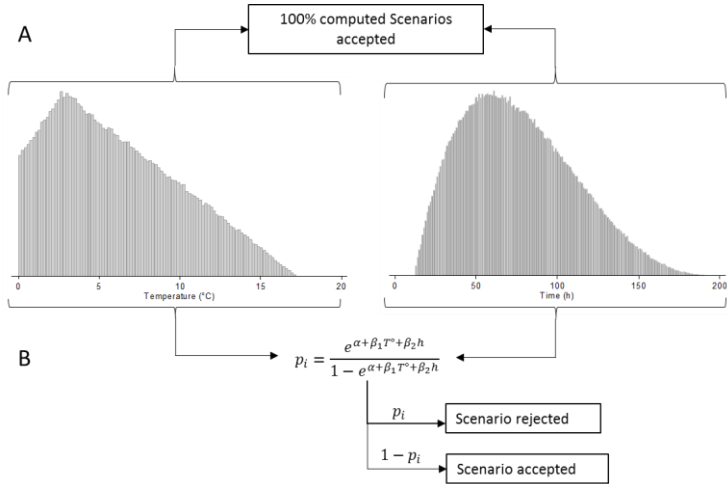 A
100% computed Scenarios
accepted
0 5 10 15 20
Temperature (°C)
0 50 100 150 200
Time (h)
B
p_i = \frac{e^{α+β_1T°+β_2h}}{1 − e^{α+β_1T°+β_2h}}
p_i
Scenario rejected
1 − p_i
Scenario accepted